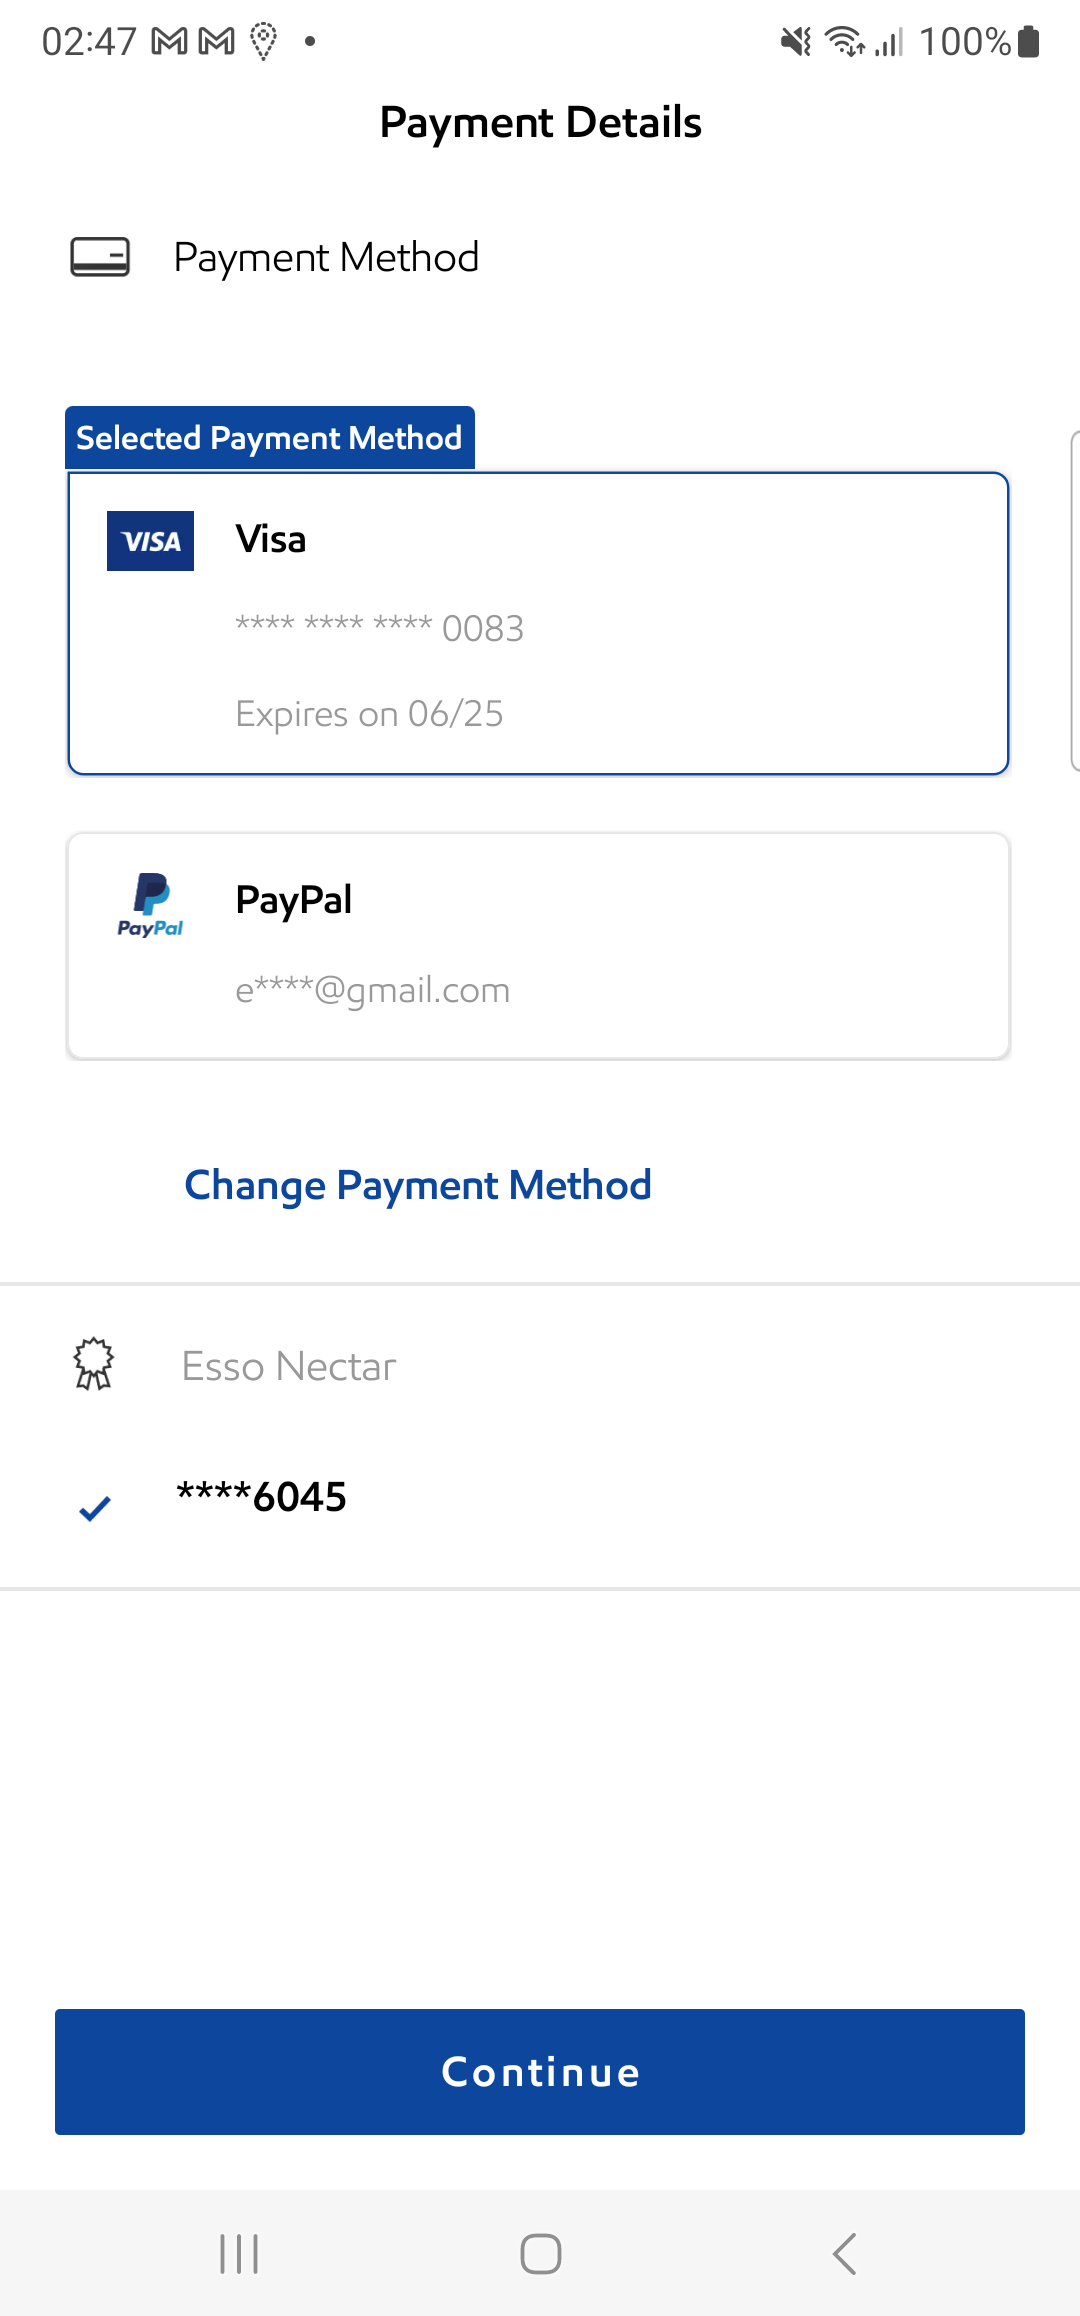 02:47 100%
Payment Details
Payment Method
Selected Payment Method
VISA Visa
**** **** **** 0083
Expires on 06/25
PayPal
PayPal
e****@gmail.com
Change Payment Method
Esso Nectar
****6045
Continue